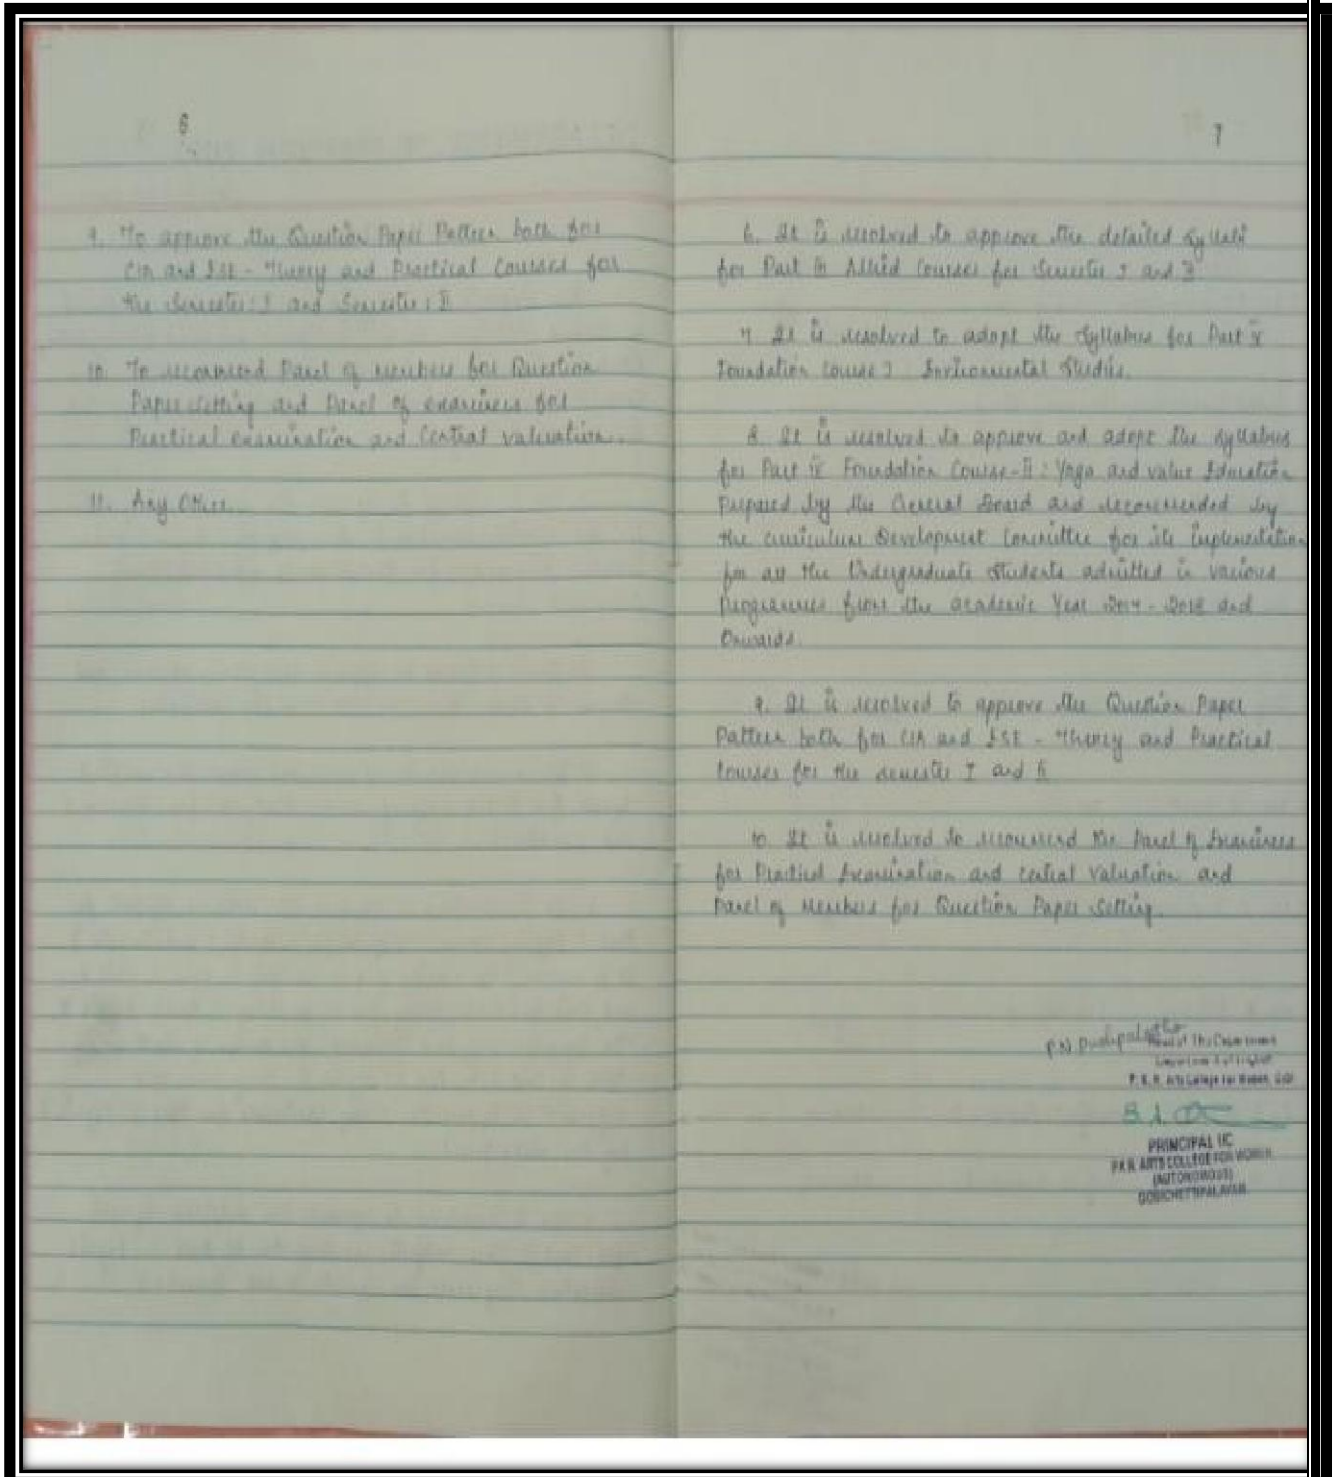 6
9. To approve the Question Paper Pattern both for
CIA and ESE - Theory and Practical Courses for
the Semester: I and Semester: II
10. To recommend Panel of Members for Question
Paper Setting and Panel of examiners for
Practical examination and Central valuation.
11. Any Other.
7
6. It is resolved to approve the detailed Syllabi
for Part III Allied Courses for Semester I and II
7. It is resolved to adopt the Syllabus for Part IV
Foundation Course I Environmental Studies.
8. It is resolved to approve and adopt the Syllabus
for Part IV Foundation Course-II: Yoga and value Education
Prepared by the General Board and recommended by
the curriculum Development Committee for its implementation
for all the Undergraduate Students admitted in various
Programmes from the academic Year - 2018 and
Onwards.
9. It is resolved to approve the Question Paper
Pattern both for CIA and ESE - Theory and Practical
Courses for the semester I and II
10. It is resolved to recommend the Panel of Examiners
for Practical Examination and central Valuation and
Panel of Members for Question Paper Setting.
P.N. Pushpalatha
Head of The Department
Department of English
P. K. R. Arts College for Women, Gobi
PRINCIPAL I/C
P.K.R. ARTS COLLEGE FOR WOMEN
(AUTONOMOUS)
GOBICHETTIPALAYAM